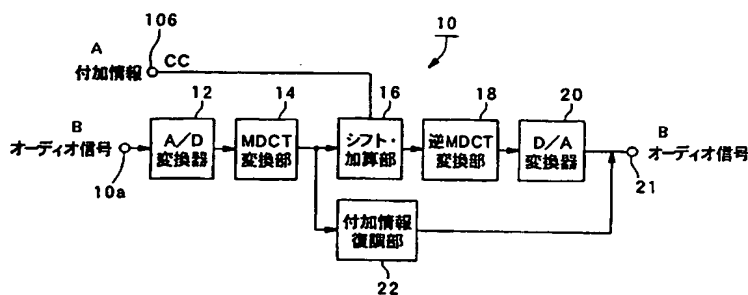 106
10
A
付加情報
CC
12
14
16
18
20
B
オーディオ信号
A/D
変換器
MDCT
変換部
シフト・
加算部
逆MDCT
変換部
D/A
変換器
B
オーディオ信号
10a
21
付加情報
復調部
22